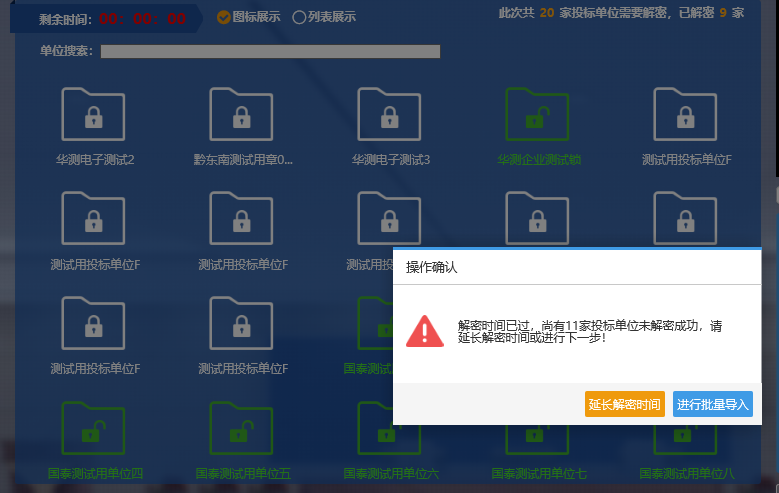 剩余时间：00：00：00 图标展示 列表展示 此次共 20 家投标单位需要解密，已解密 9 家
单位搜索：
华测电子测试2 黔东南测试用章0... 华测电子测试3 华测企业测试锁 测试用投标单位F
测试用投标单位F 测试用投标单位F 测试用投
操作确认
解密时间已过，尚有11家投标单位未解密成功，请
延长解密时间或进行下一步！
测试用投标单位F 测试用投标单位F 国泰测试
延长解密时间 进行批量导入
国泰测试用单位四 国泰测试用单位五 国泰测试用单位六 国泰测试用单位七 国泰测试用单位八